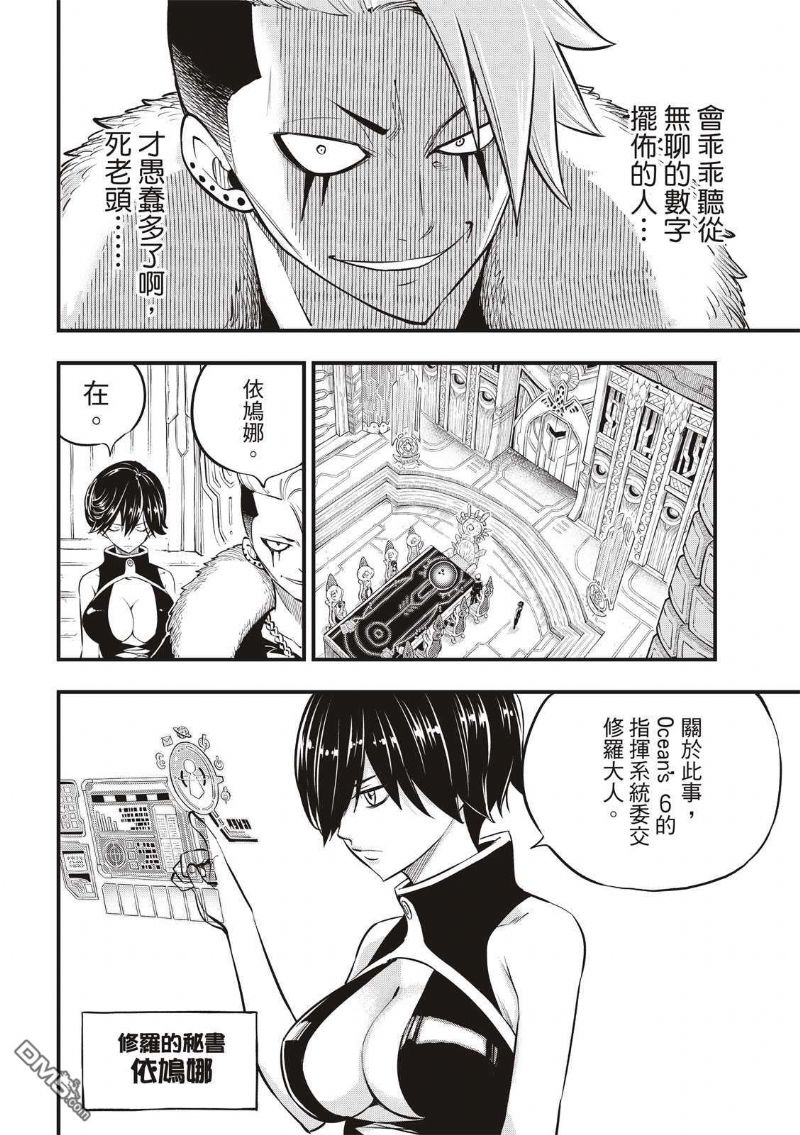 會乖乖聽從
無聊的數字
擺佈的人…
才愚蠢多了啊，
死老頭……
依鳩娜。
在。
關於此事，
Ocean's 6的
指揮系統委交
修羅大人。
修羅的秘書
依鳩娜
DM5.com